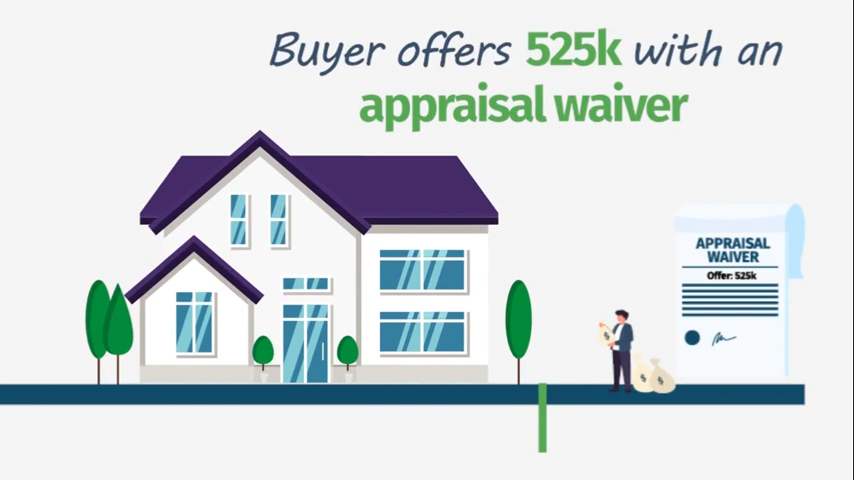 Buyer offers 525k with an
appraisal waiver
APPRAISAL
WAIVER
Offer: 525k
$
$
$